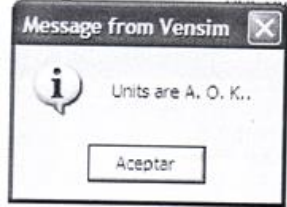 Message from Vensim
Units are A. O. K..
Aceptar